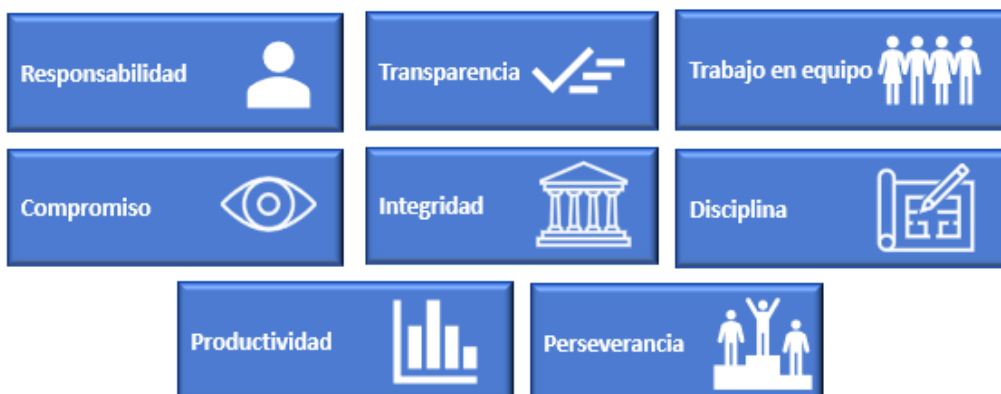 Responsabilidad
Transparencia
Trabajo en equipo
Compromiso
Integridad
Disciplina
Productividad
Perseverancia